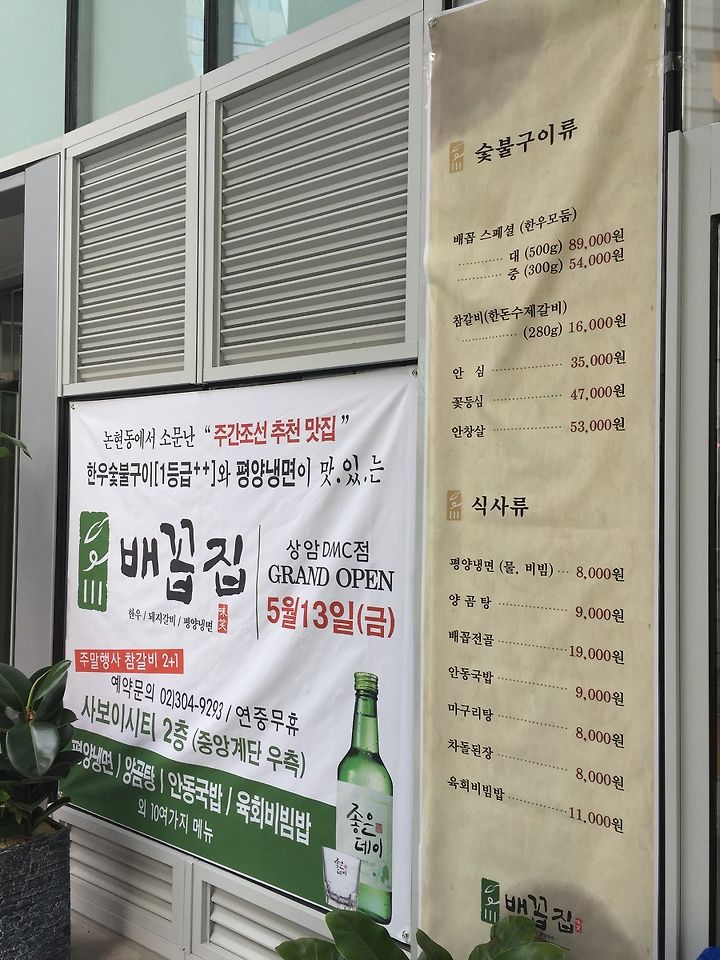 논현동에서 소문난 "주간조선 추천 맛집"
한우숯불구이[1등급++]와 평양냉면이 맛.있.는
배꼽집
한우 / 돼지갈비 / 평양냉면
상암DMC점
GRAND OPEN
5월13일(금)
주말행사 참갈비 2+1
예약문의 02)304-9293 / 연중무휴
사보이시티 2층 (중앙계단 우측)
평양냉면 / 양곰탕 / 안동국밥 / 육회비빔밥
외 10여가지 메뉴
좋은
데이
숯불구이류
배꼽 스페셜 (한우모둠)
대 (500g) 89,000원
중 (300g) 54,000원
참갈비(한돈수제갈비)
(280g) 16,000원
안 심 35,000원
꽃등심 47,000원
안창살 53,000원
식사류
평양냉면 (물, 비빔) 8,000원
양 곰 탕 9,000원
배꼽전골 19,000원
안동국밥 9,000원
마구리탕 8,000원
차돌된장 8,000원
육회비빔밥 11,000원
배꼽집